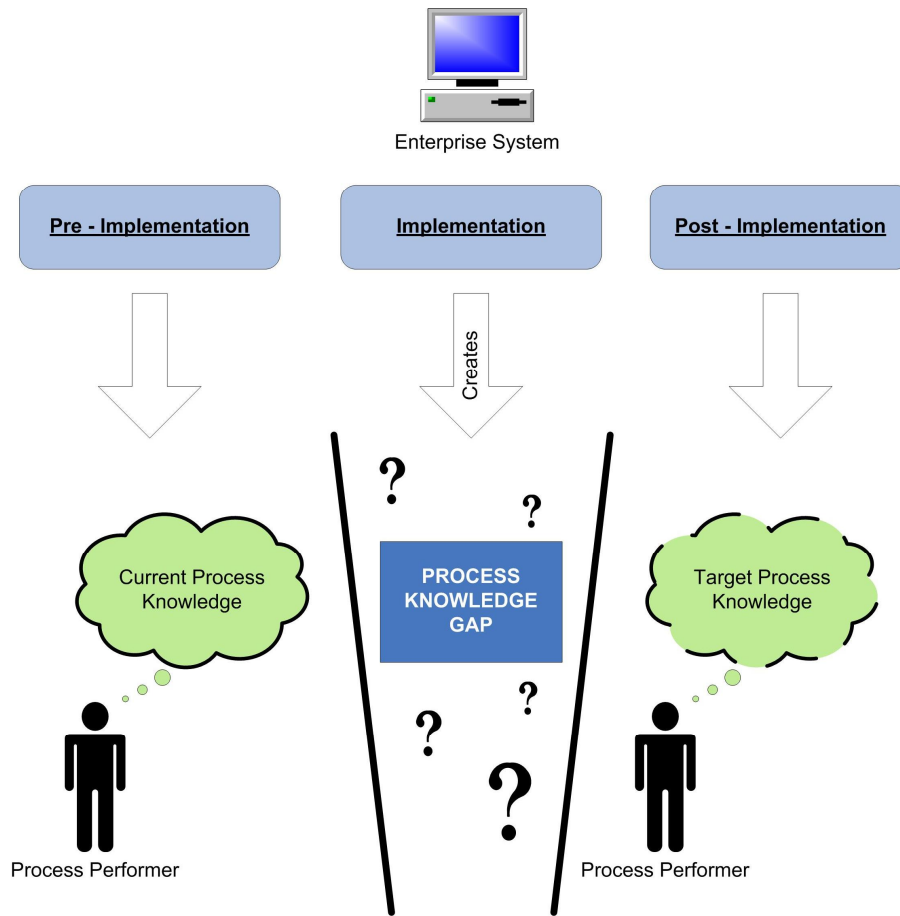 Enterprise System
Pre - Implementation
Implementation
Post - Implementation
Creates
?
?
Current Process
Knowledge
PROCESS
KNOWLEDGE
GAP
Target Process
Knowledge
?
?
?
Process Performer
Process Performer